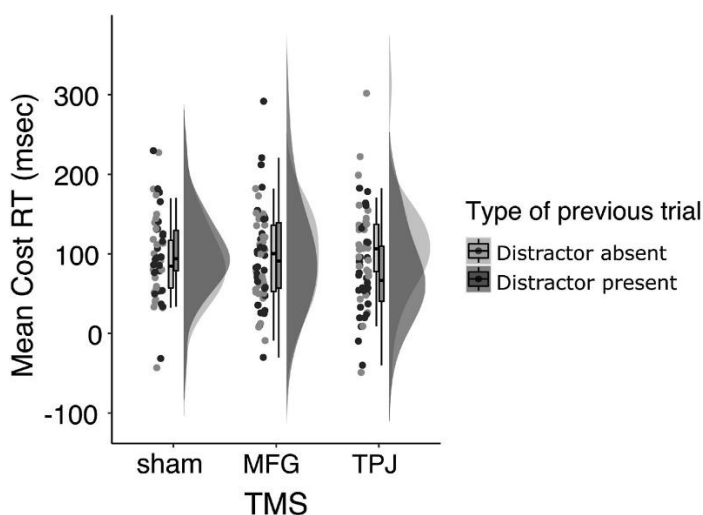 Mean Cost RT (msec)
300
200
100
0
-100
sham
MFG
TPJ
TMS
Type of previous trial
Distractor absent
Distractor present